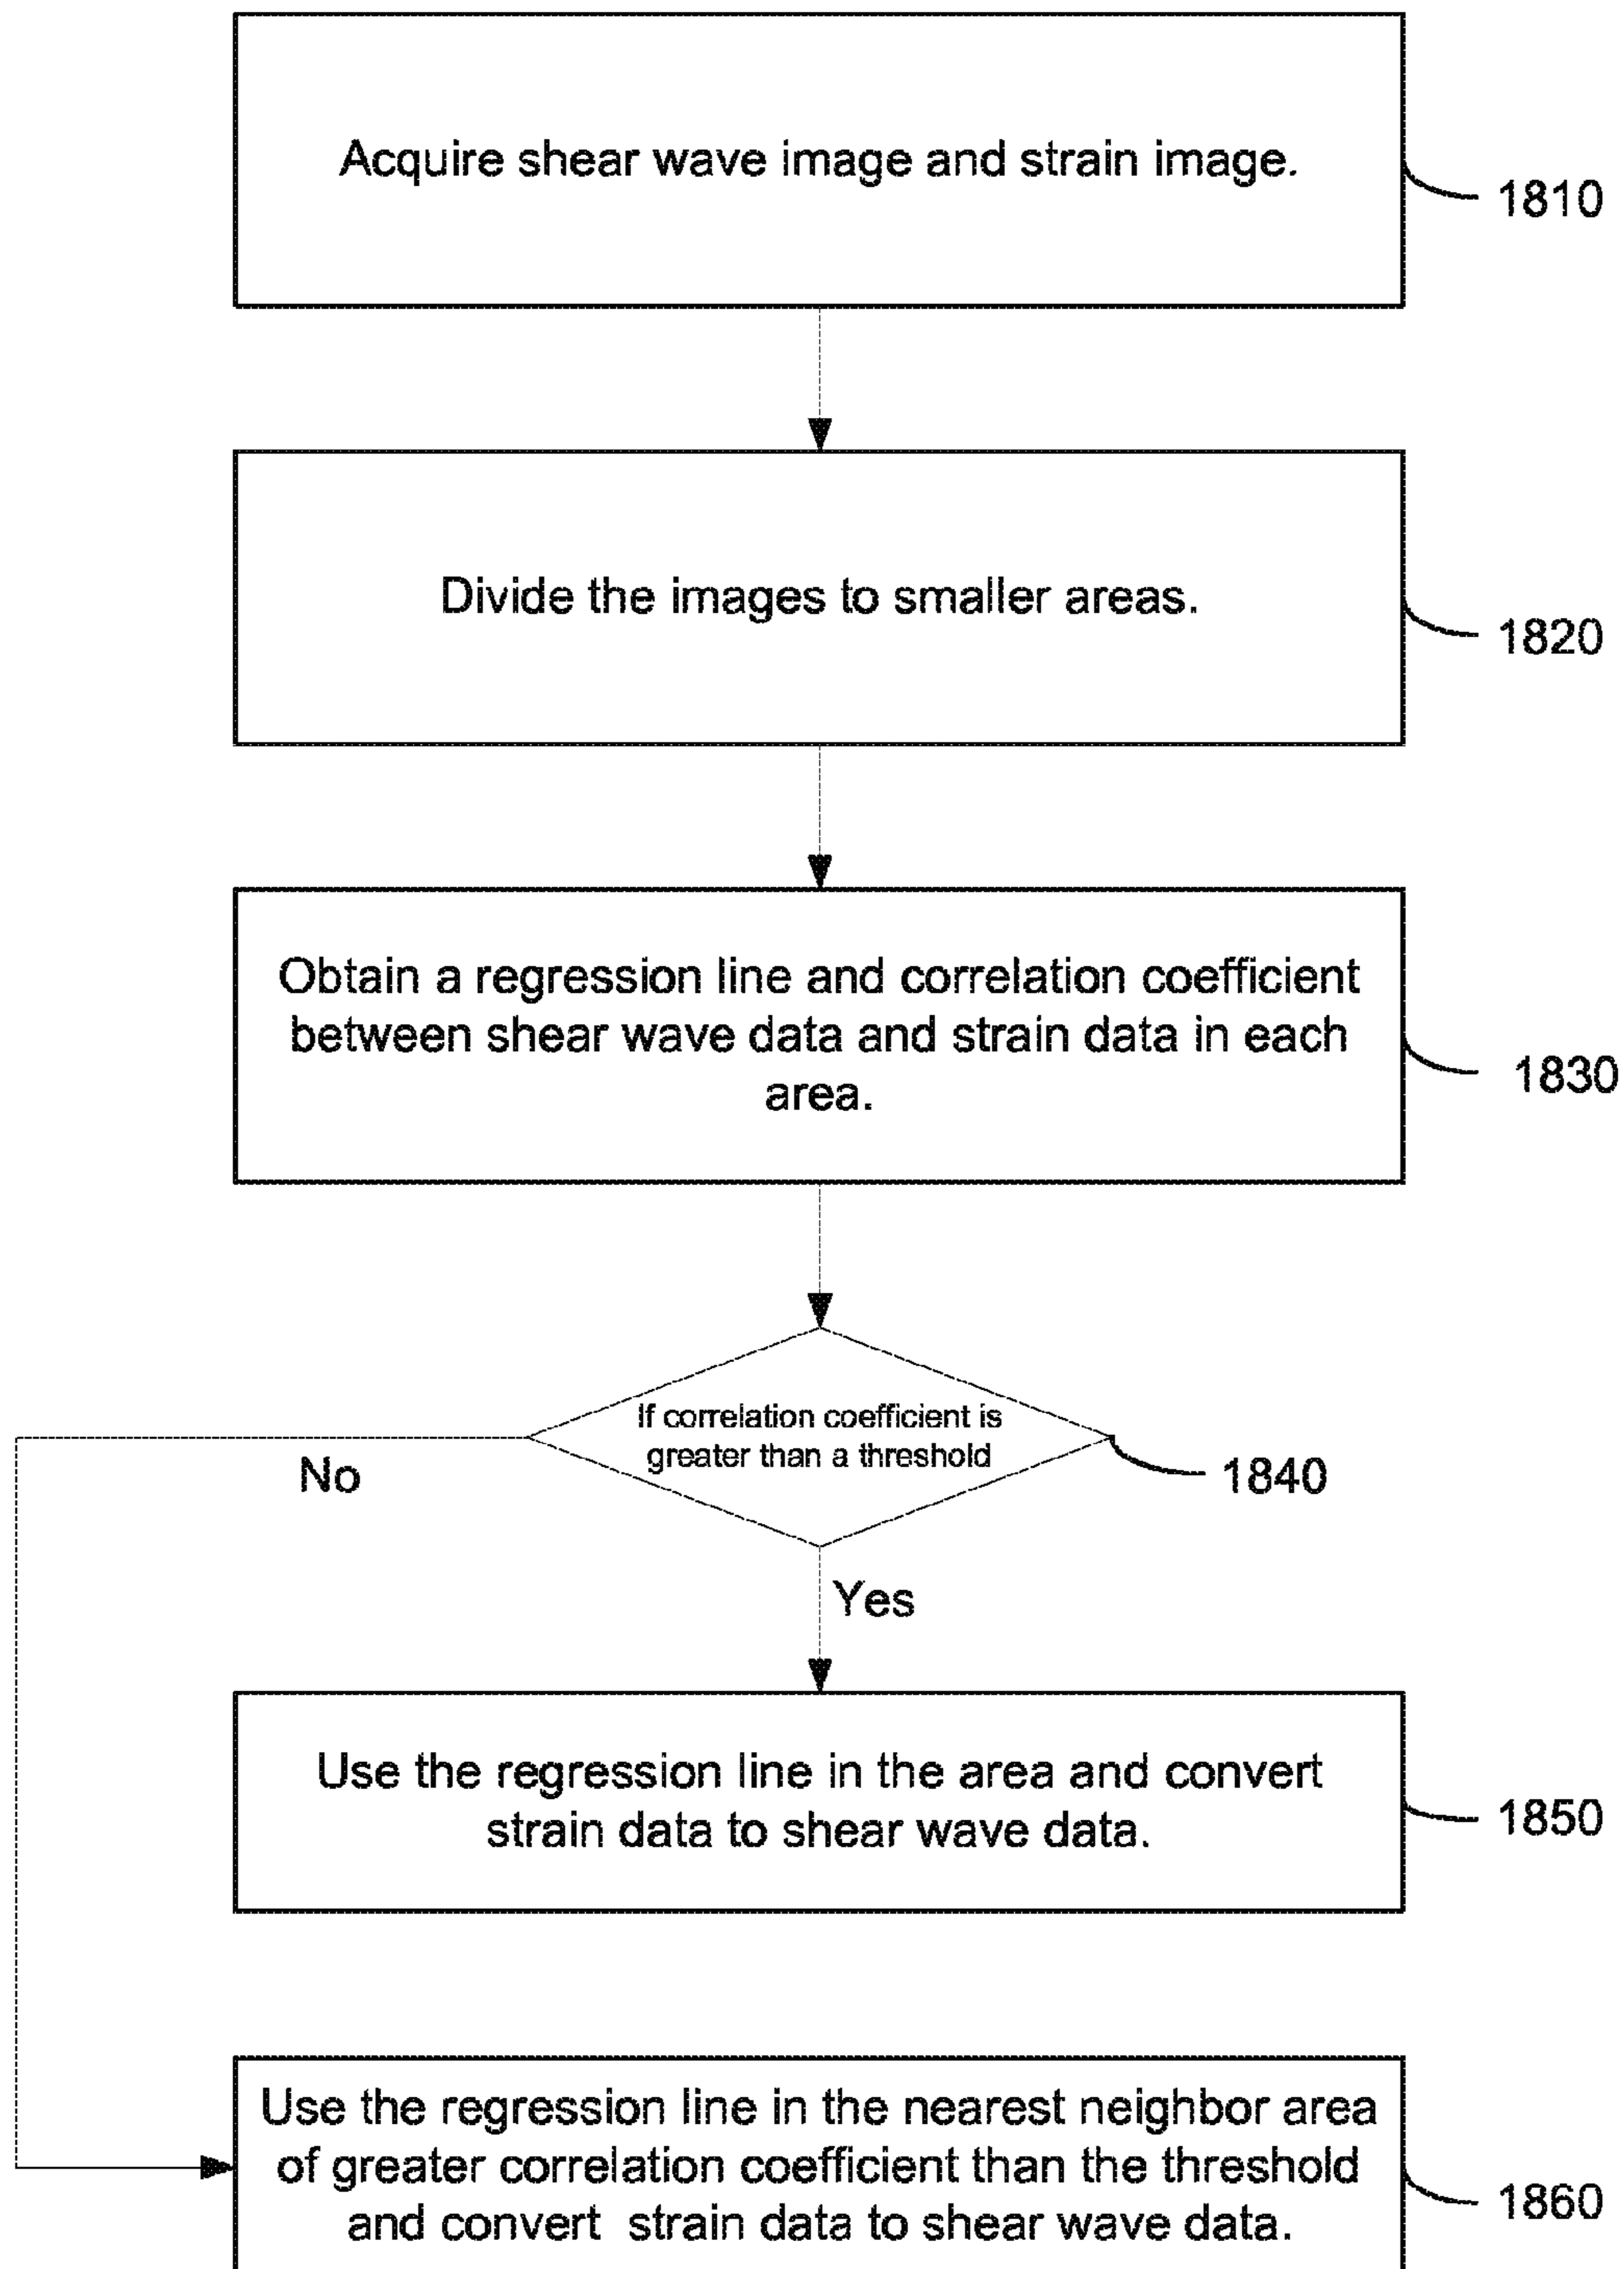 Acquire shear wave image and strain image.
1810
Divide the images to smaller areas.
1820
Obtain a regression line and correlation coefficient
between shear wave data and strain data in each
area.
1830
If correlation coefficient is
greater than a threshold
1840
No
Yes
Use the regression line in the area and convert
strain data to shear wave data.
1850
Use the regression line in the nearest neighbor area
of greater correlation coefficient than the threshold
and convert strain data to shear wave data.
1860